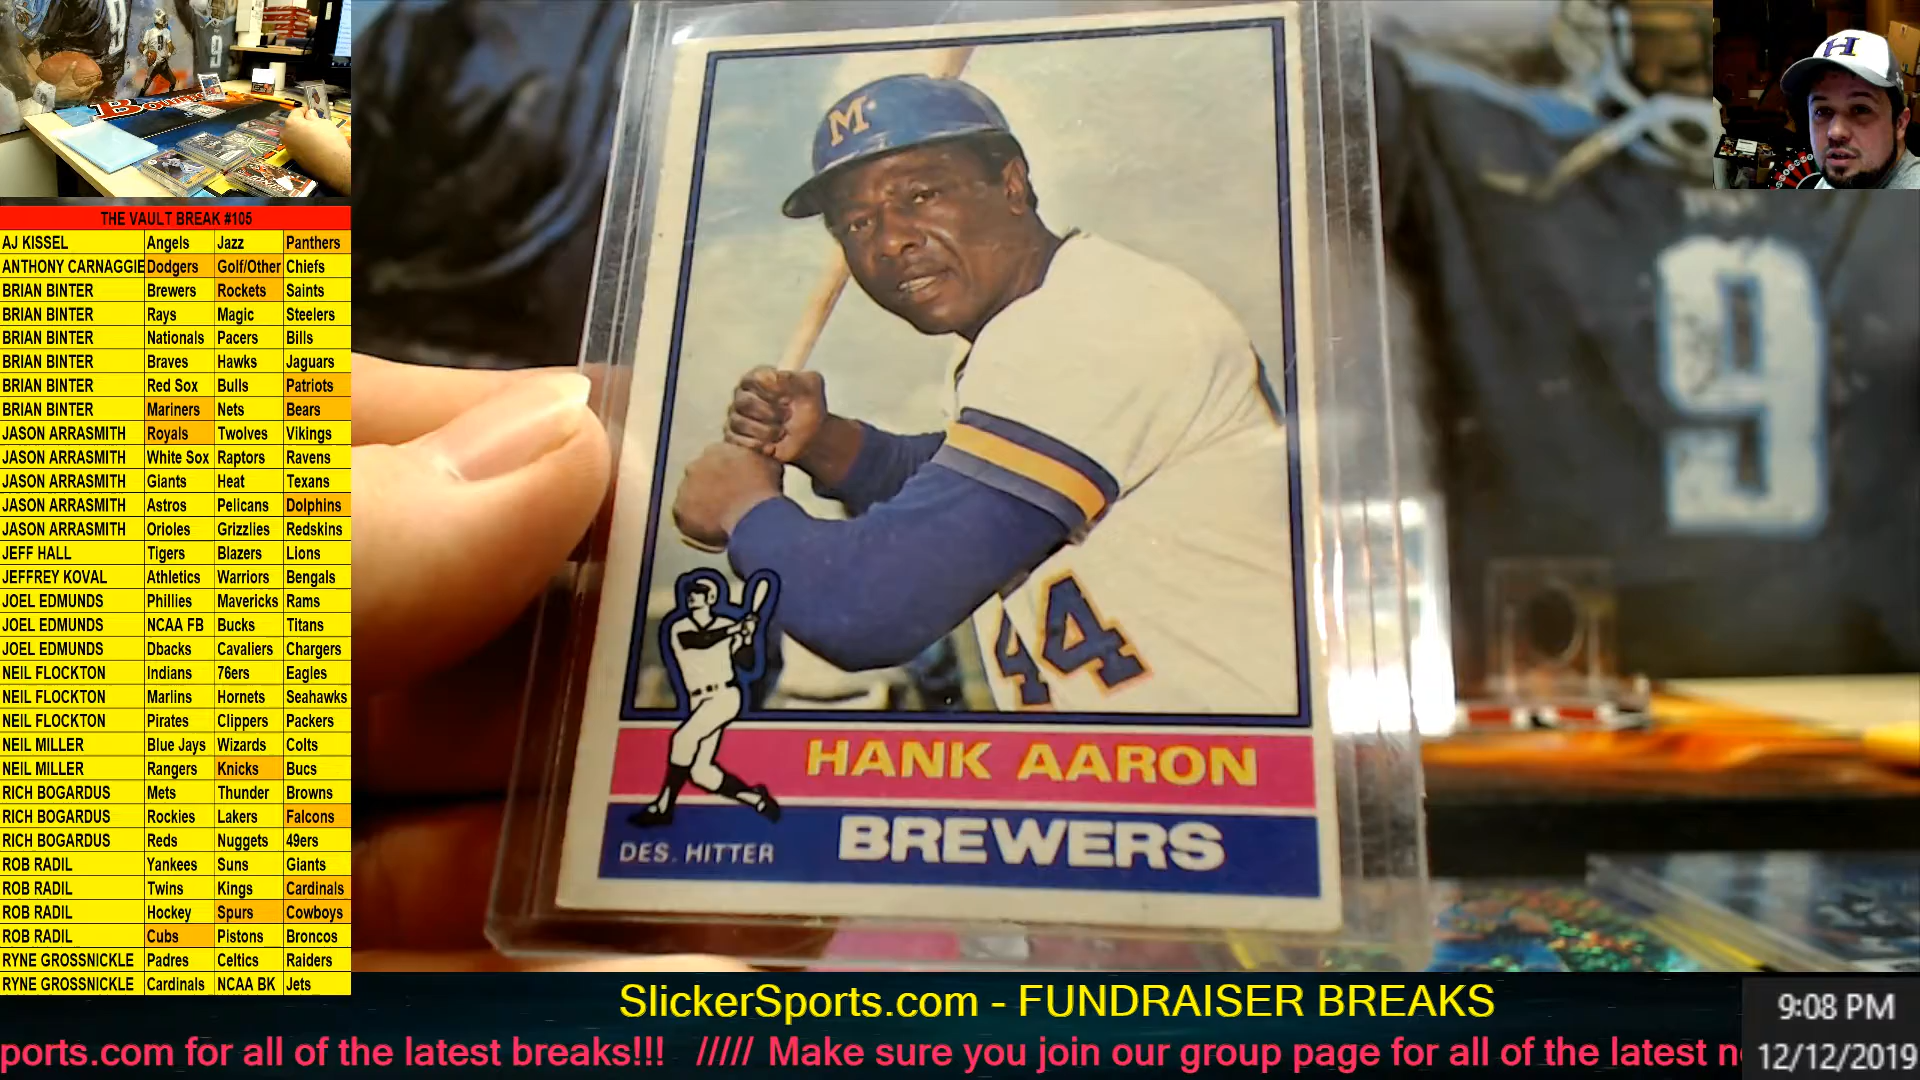 THE VAULT BREAK #105
AJ KISSEL Angels Jazz Panthers
ANTHONY CARNAGGIE Dodgers Golf/Other Chiefs
BRIAN BINTER Brewers Rockets Saints
BRIAN BINTER Rays Magic Steelers
BRIAN BINTER Nationals Pacers Bills
BRIAN BINTER Braves Hawks Jaguars
BRIAN BINTER Red Sox Bulls Patriots
BRIAN BINTER Mariners Nets Bears
JASON ARRASMITH Royals Twolves Vikings
JASON ARRASMITH White Sox Raptors Ravens
JASON ARRASMITH Giants Heat Texans
JASON ARRASMITH Astros Pelicans Dolphins
JASON ARRASMITH Orioles Grizzlies Redskins
JEFF HALL Tigers Blazers Lions
JEFFREY KOVAL Athletics Warriors Bengals
JOEL EDMUNDS Phillies Mavericks Rams
JOEL EDMUNDS NCAA FB Bucks Titans
JOEL EDMUNDS Dbacks Cavaliers Chargers
NEIL FLOCKTON Indians 76ers Eagles
NEIL FLOCKTON Marlins Hornets Seahawks
NEIL FLOCKTON Pirates Clippers Packers
NEIL MILLER Blue Jays Wizards Colts
NEIL MILLER Rangers Knicks Bucs
RICH BOGARDUS Mets Thunder Browns
RICH BOGARDUS Rockies Lakers Falcons
RICH BOGARDUS Reds Nuggets 49ers
ROB RADIL Yankees Suns Giants
ROB RADIL Twins Kings Cardinals
ROB RADIL Hockey Spurs Cowboys
ROB RADIL Cubs Pistons Broncos
RYNE GROSSNICKLE Padres Celtics Raiders
RYNE GROSSNICKLE Cardinals NCAA BK Jets
M
44
HANK AARON
DES. HITTER BREWERS
9
H
SlickerSports.com - FUNDRAISER BREAKS
ports.com for all of the latest breaks!!! ///// Make sure you join our group page for all of the latest n
9:08 PM
12/12/2019